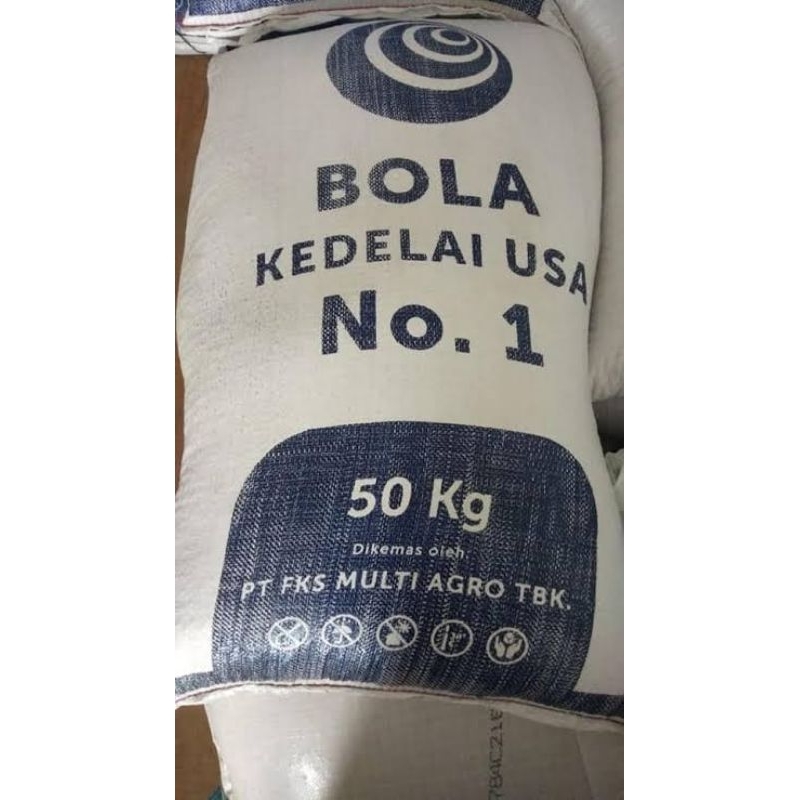 BOLA
KEDELAI USA
No. 1
50 Kg
Dikemas oleh:
PT FKS MULTI AGRO TBK.